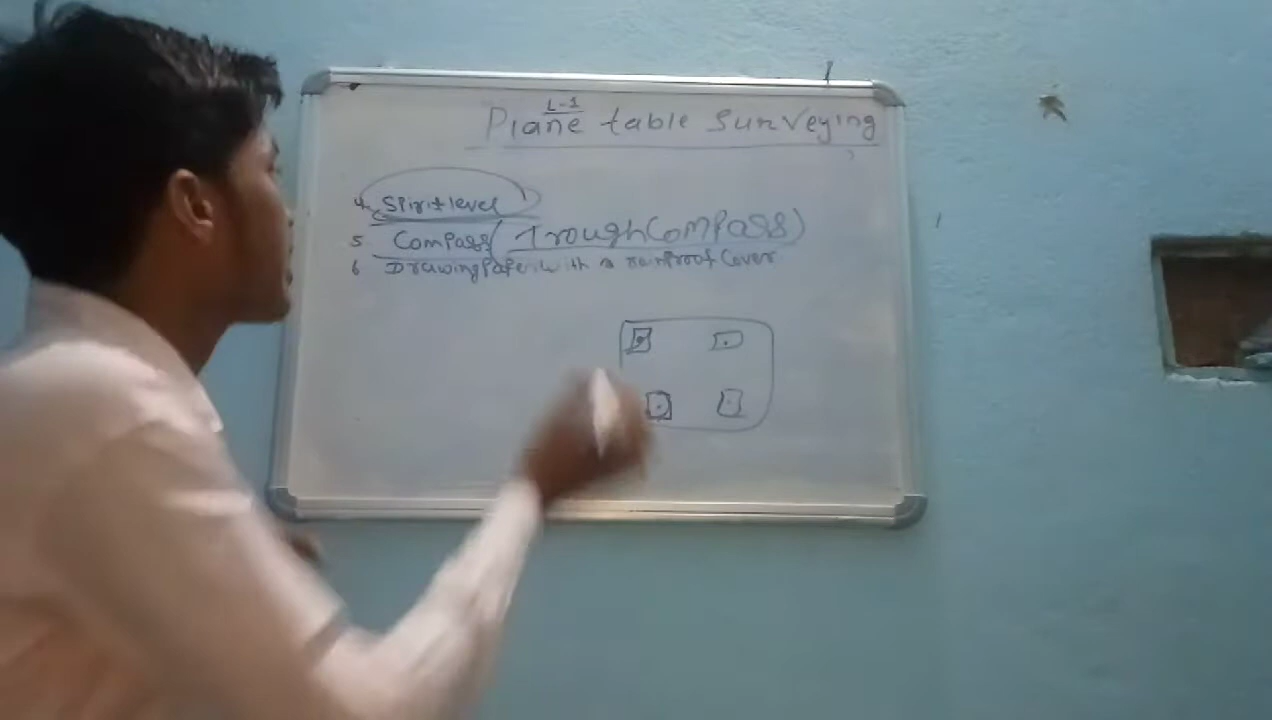 L-1
Plane table Surveying
4. Spirit level
5 Compass( Trough Compass)
6 Drawing Paper with a rainproof Cover